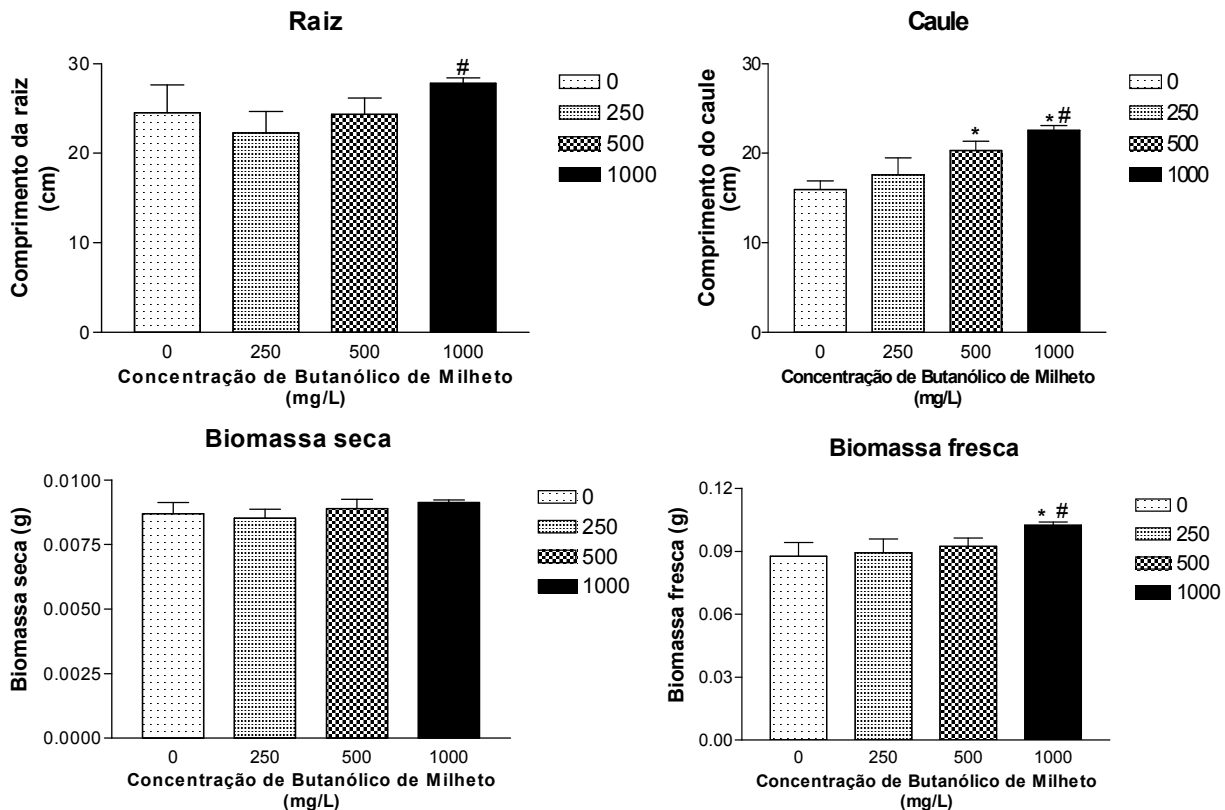 Raiz
Comprimento da raiz
(cm)
30
20
10
0
#
0
250
500
1000
0 250 500 1000
Concentração de Butanólico de Milheto
(mg/L)
Caule
Comprimento do caule
(cm)
30
20
10
0
*
* #
0
250
500
1000
0 250 500 1000
Concentração de Butanólico de Milheto
(mg/L)
Biomassa seca
Biomassa seca (g)
0.0100
0.0075
0.0050
0.0025
0.0000
0
250
500
1000
0 250 500 1000
Concentração de Butanólico de Milheto
(mg/L)
Biomassa fresca
Biomassa fresca (g)
0.12
0.09
0.06
0.03
0.00
* #
0
250
500
1000
0 250 500 1000
Concentração de Butanólico de Milheto
(mg/L)